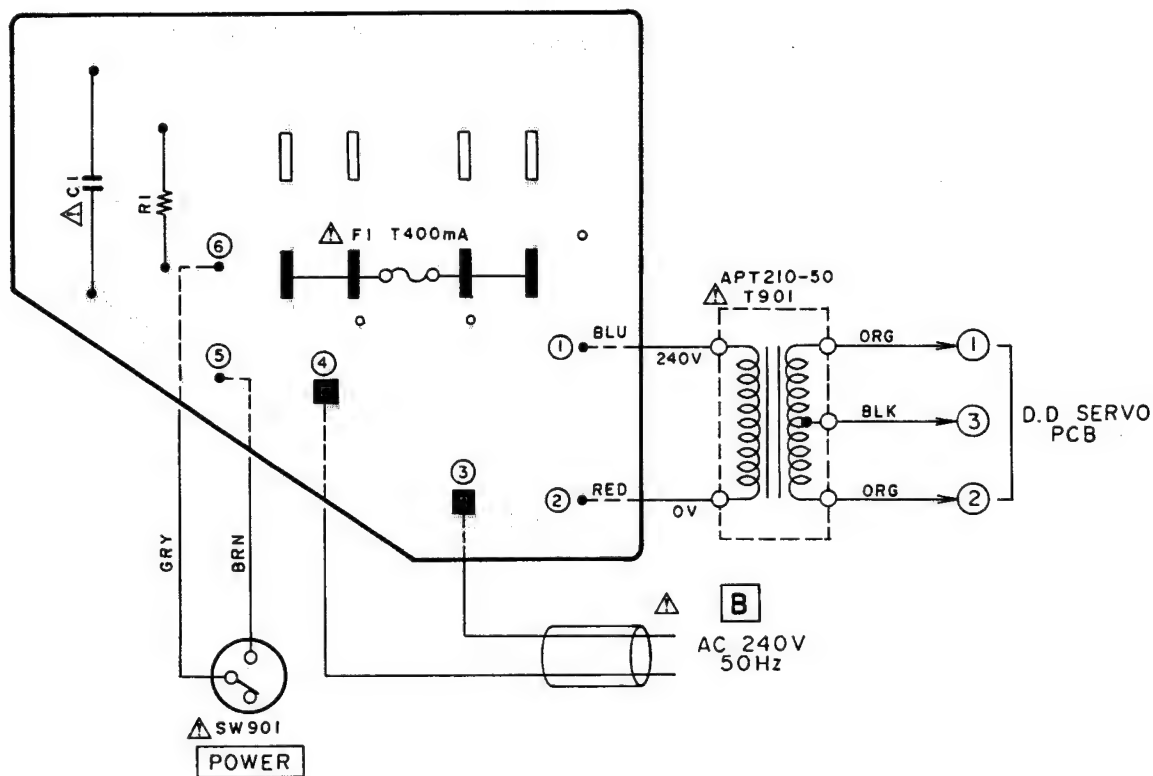 ⚠ C1
R1
⑥
⚠ F1 T400mA
⑤
④
③
① BLU
240V
② RED
0V
APT210-50
⚠ T901
ORG ①
BLK ③
ORG ②
D.D SERVO
PCB
GRY
BRN
⚠ B
AC 240V
50Hz
⚠ SW901
POWER